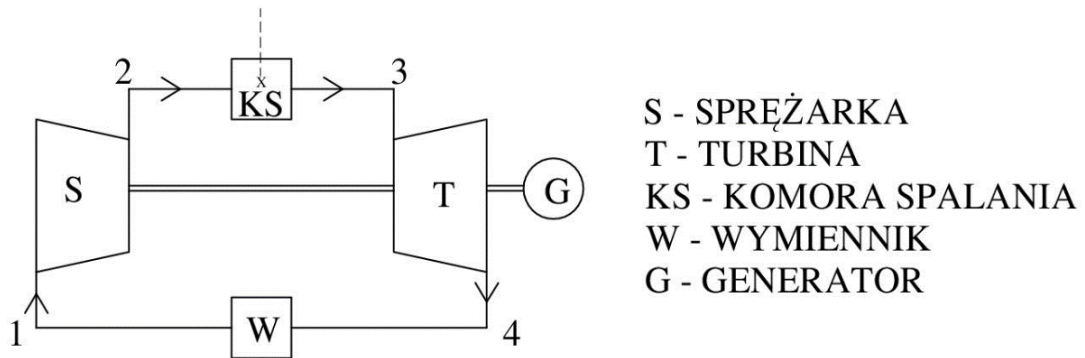 2
3
KS
S
T
G
1
W
4
S - SPRĘŻARKA
T - TURBINA
KS - KOMORA SPALANIA
W - WYMIENNIK
G - GENERATOR